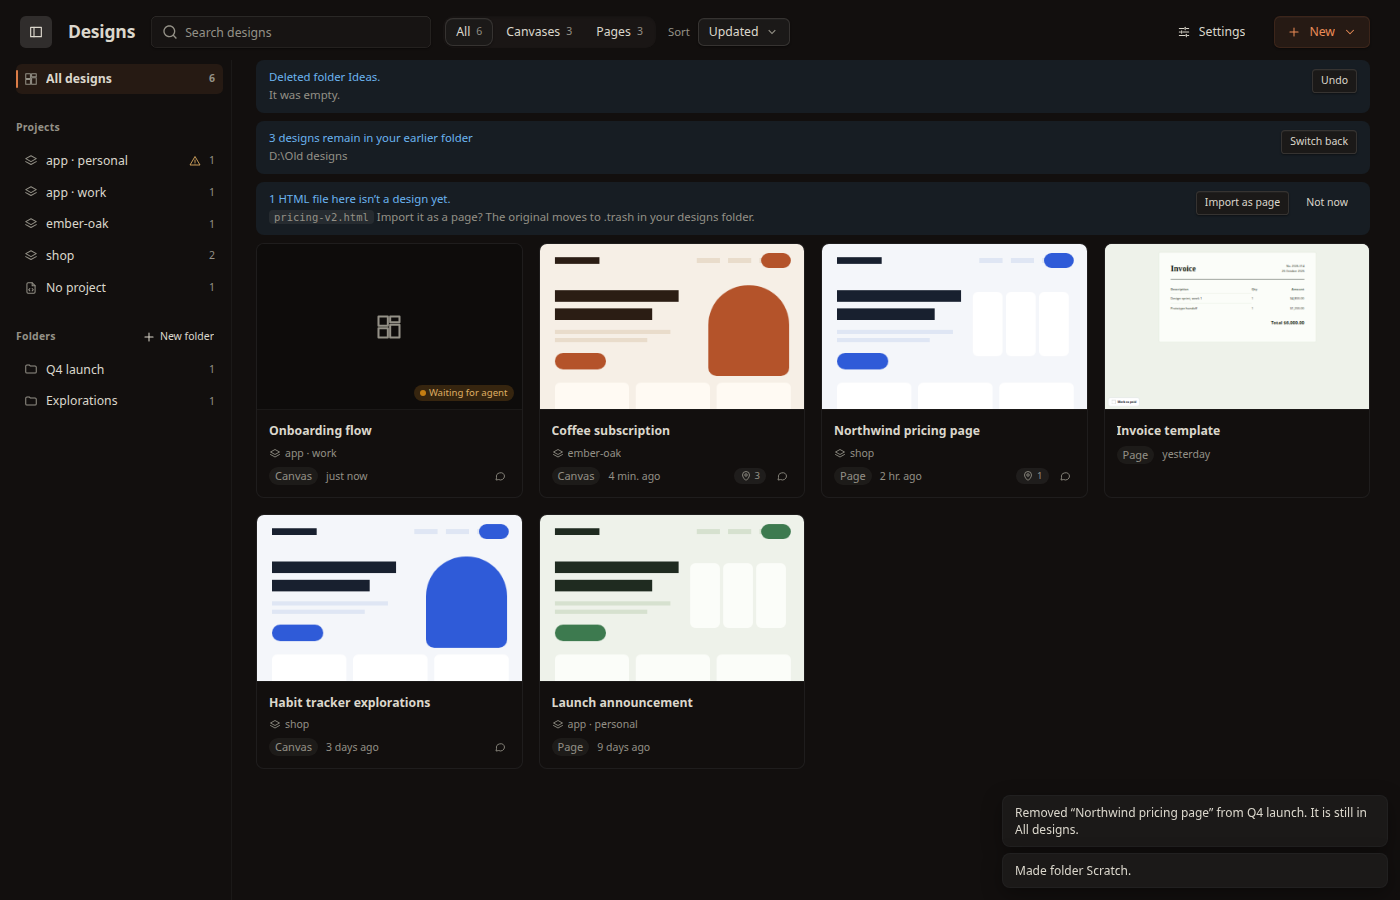 Designs
Search designs
All 6
Canvases 3
Pages 3
Sort
Updated
Settings
New
All designs 6
Projects
app · personal 1
app · work 1
ember-oak 1
shop 2
No project 1
Folders
New folder
Q4 launch 1
Explorations 1
Deleted folder Ideas.
It was empty.
Undo
3 designs remain in your earlier folder
D:\Old designs
Switch back
1 HTML file here isn’t a design yet.
pricing-v2.html Import it as a page? The original moves to .trash in your designs folder.
Import as page
Not now
Waiting for agent
Onboarding flow
app · work
Canvas just now
Coffee subscription
ember-oak
Canvas 4 min. ago 3
Northwind pricing page
shop
Page 2 hr. ago 1
Invoice
Description Qty Amount
Total $6,000.00
Invoice template
Page yesterday
Habit tracker explorations
shop
Canvas 3 days ago
Launch announcement
app · personal
Page 9 days ago
Removed “Northwind pricing page” from Q4 launch. It is still in
All designs.
Made folder Scratch.